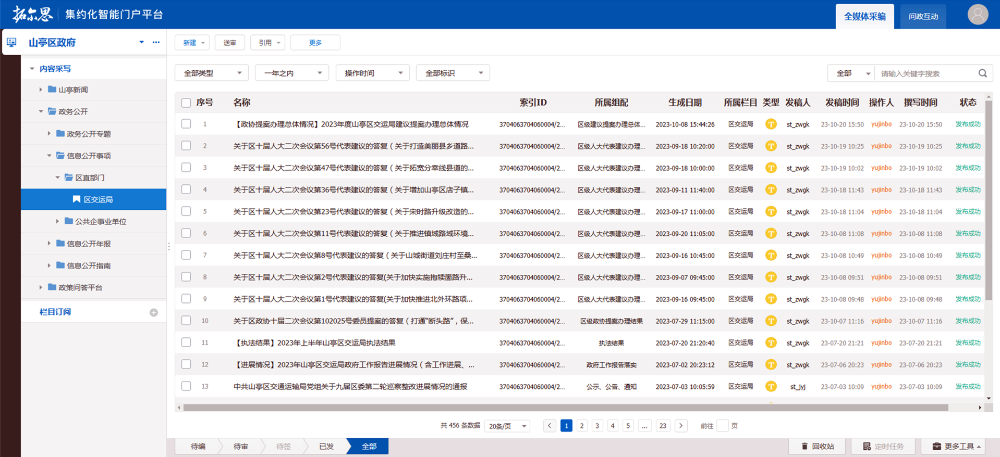 拓尔思 集约化智能门户平台 全媒体采编 问政互动
山亭区政府 ... 新建 送审 引用 更多
内容采写
山亭新闻
政务公开
政务公开专题
信息公开事项
区直部门
区交运局
公共企事业单位
信息公开年报
信息公开指南
政策问答平台
栏目订阅
全部类型 一年之内 操作时间 全部标识 全部 请输入关键字搜索
序号 名称 索引ID 所属组配 生成日期 所属栏目 类型 发稿人 发稿时间 操作人 撰写时间 状态
1 【政协提案办理总体情况】2023年度山亭区交运局建议提案办理总体情况 3704063704060004/2... 区级建议提案办理总体... 2023-10-08 15:44:26 区交运局 T st_zwgk 23-10-20 15:50 yujinbo 23-10-20 15:50 发布成功
2 关于区十届人大二次会议第56号代表建议的答复（关于打造美丽县乡道路... 3704063704060004/2... 区级人大代表建议办理... 2023-09-18 10:20:00 区交运局 T st_zwgk 23-10-19 10:25 yujinbo 23-10-19 10:25 发布成功
3 关于区十届人大二次会议第47号代表建议的答复（关于拓宽分幸线县道的... 3704063704060004/2... 区级人大代表建议办理... 2023-09-18 10:00:00 区交运局 T st_zwgk 23-10-19 10:02 yujinbo 23-10-19 10:02 发布成功
4 关于区十届人大二次会议第36号代表建议的答复（关于增加山亭区店子镇... 3704063704060004/2... 区级人大代表建议办理... 2023-09-11 11:40:00 区交运局 T st_zwgk 23-10-18 11:43 yujinbo 23-10-18 11:43 发布成功
5 关于区十届人大二次会议第23号代表建议的答复（关于宋时路升级改造的... 3704063704060004/2... 区级人大代表建议办理... 2023-09-17 11:00:00 区交运局 T st_zwgk 23-10-18 11:04 yujinbo 23-10-18 11:04 发布成功
6 关于区十届人大二次会议第11号代表建议的答复（关于推进镇域路域环境... 3704063704060004/2... 区级人大代表建议办理... 2023-09-20 11:05:00 区交运局 T st_zwgk 23-10-08 11:08 yujinbo 23-10-08 11:08 发布成功
7 关于区十届人大二次会议第8号代表建议的答复（关于山城街道刘庄村至桑... 3704063704060004/2... 区级人大代表建议办理... 2023-09-16 10:45:00 区交运局 T st_zwgk 23-10-08 10:49 yujinbo 23-10-08 10:49 发布成功
8 关于区十届人大二次会议第2号代表建议的答复(关于加快实施抱犊崮路升... 3704063704060004/2... 区级人大代表建议办理... 2023-09-07 09:45:00 区交运局 T st_zwgk 23-10-08 09:51 yujinbo 23-10-08 09:51 发布成功
9 关于区十届人大二次会议第1号代表建议的答复(关于加快推进北外环路项... 3704063704060004/2... 区级人大代表建议办理... 2023-09-16 09:45:00 区交运局 T st_zwgk 23-10-08 09:48 yujinbo 23-10-08 09:48 发布成功
10 关于区政协十届二次会议第102025号委员提案的答复（打通“断头路”，保... 3704063704060004/2... 区级政协提案办理结果 2023-07-29 11:15:00 区交运局 T st_zwgk 23-10-07 11:16 yujinbo 23-10-07 11:16 发布成功
11 【执法结果】2023年上半年山亭区交运局执法结果 3704063704060004/2... 执法结果 2023-07-20 21:20:40 区交运局 T st_zwgk 23-07-20 21:21 yujinbo 23-07-20 21:21 发布成功
12 【进展情况】2023年山亭区交运局政府工作报告进展情况（含工作进展、... 3704063704060004/2... 政府工作报告落实 2023-07-02 20:23:12 区交运局 T st_zwgk 23-07-06 20:23 yujinbo 23-07-06 20:23 发布成功
13 中共山亭区交通运输局党组关于九届区委第二轮巡察整改进展情况的通报 3704063704060004/2... 公示、公告、通知 2023-07-03 10:05:59 区交运局 T st_jyj 23-07-03 10:09 yujinbo 23-07-03 10:09 发布成功
共 456 条数据 20条/页 < 1 2 3 4 5 ... 23 > 前往 页
待编 待审 待签 已发 全部 回收站 定时任务 更多工具